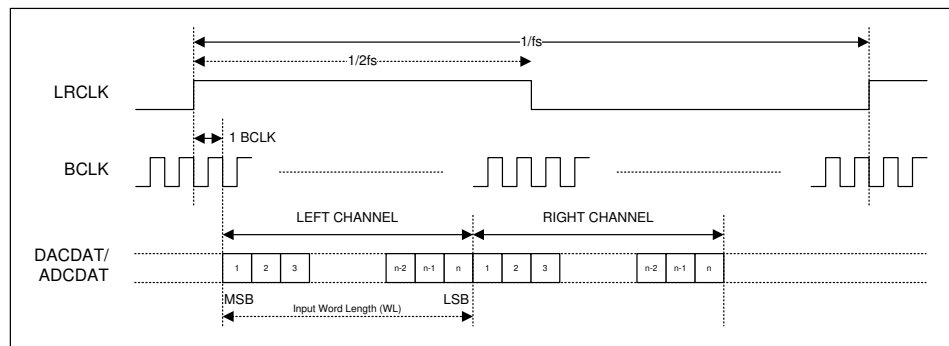 1/fs
1/2fs
LRCLK
1 BCLK
BCLK
LEFT CHANNEL
RIGHT CHANNEL
DACDAT/
ADCDAT
1 2 3 n-2 n-1 n 1 2 3 n-2 n-1 n
MSB LSB
Input Word Length (WL)